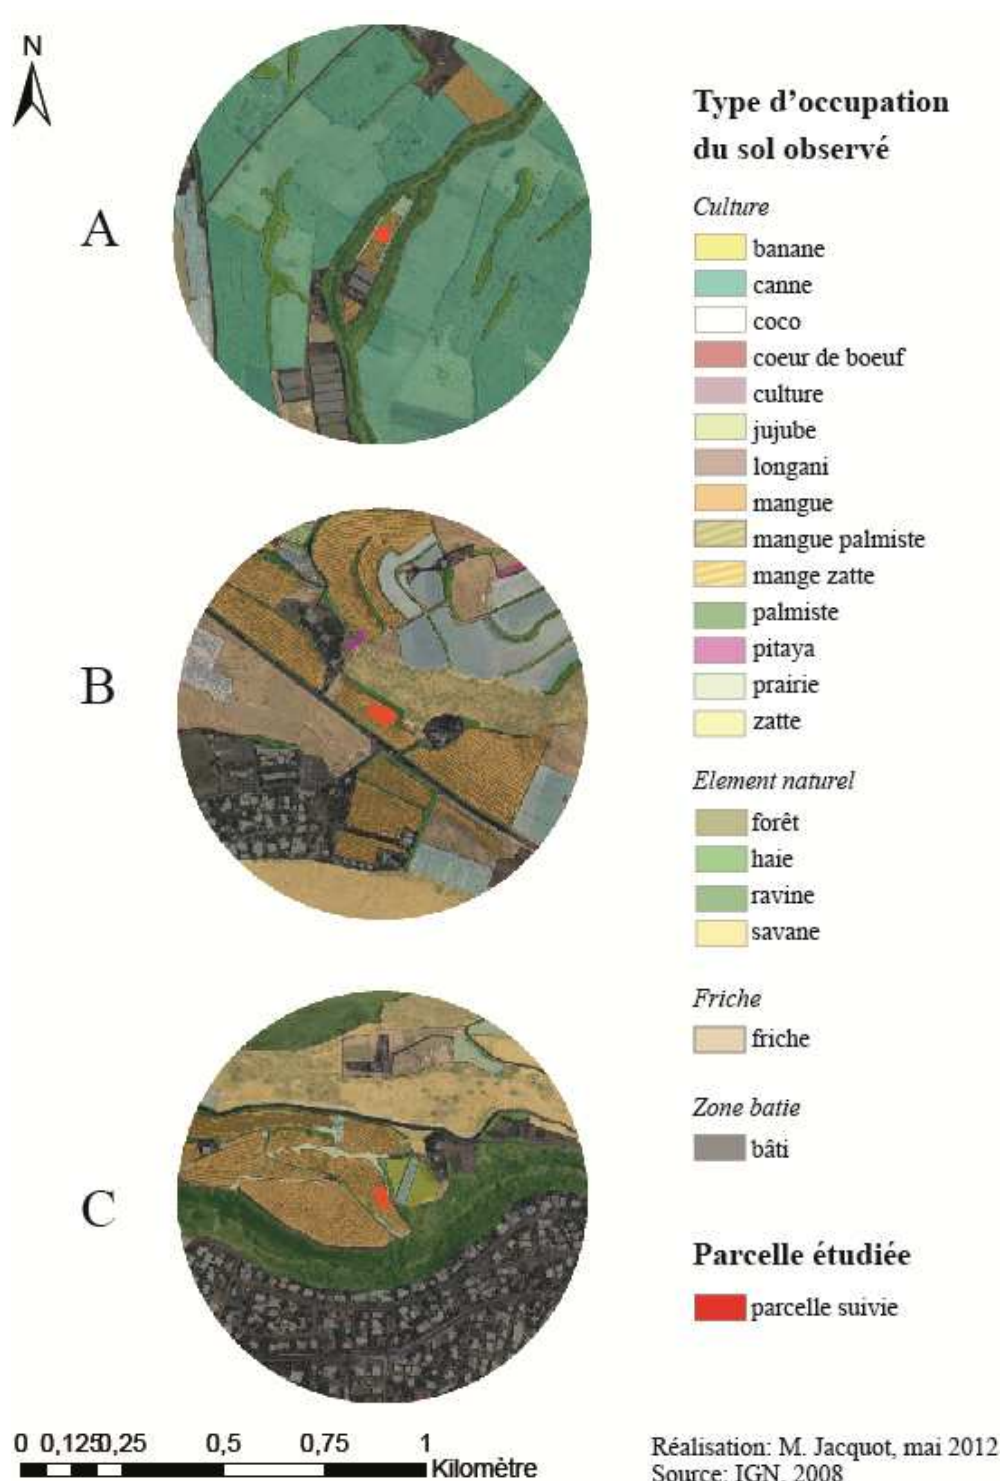 N
A
B
C
Type d’occupation
du sol observé
Culture
banane
canne
coco
coeur de boeuf
culture
jujube
longani
mangue
mangue palmiste
mange zatte
palmiste
pitaya
prairie
zatte
Element naturel
forêt
haie
ravine
savane
Friche
friche
Zone batie
bâti
Parcelle étudiée
parcelle suivie
0 0,1250,25 0,5 0,75 1
Kilomètre
Réalisation: M. Jacquot, mai 2012
Source: IGN, 2008